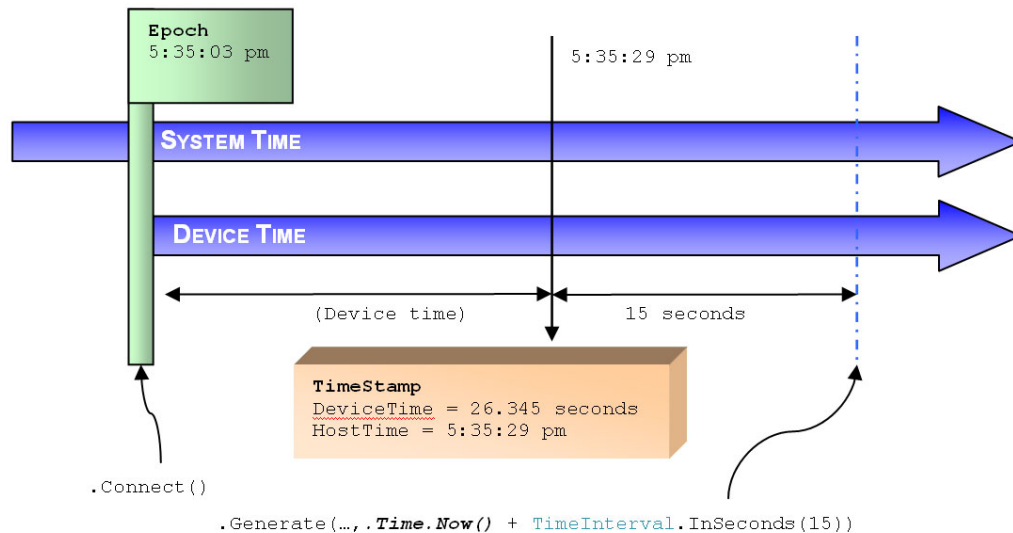 Epoch
5:35:03 pm
5:35:29 pm
SYSTEM TIME
DEVICE TIME
(Device time)
15 seconds
TimeStamp
DeviceTime = 26.345 seconds
HostTime = 5:35:29 pm
.Connect()
.Generate(…,.Time.Now() + TimeInterval.InSeconds(15))